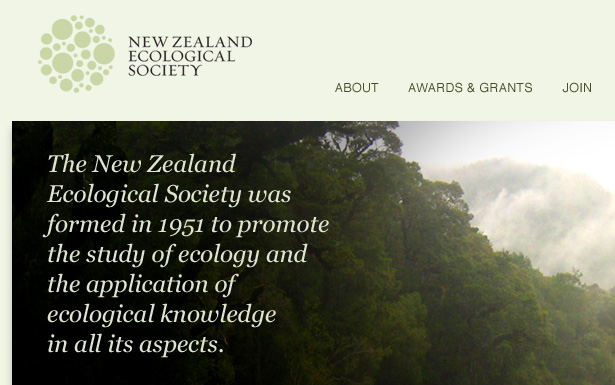 NEW ZEALAND
ECOLOGICAL
SOCIETY
ABOUT
AWARDS & GRANTS
JOIN
The New Zealand
Ecological Society was
formed in 1951 to promote
the study of ecology and
the application of
ecological knowledge
in all its aspects.